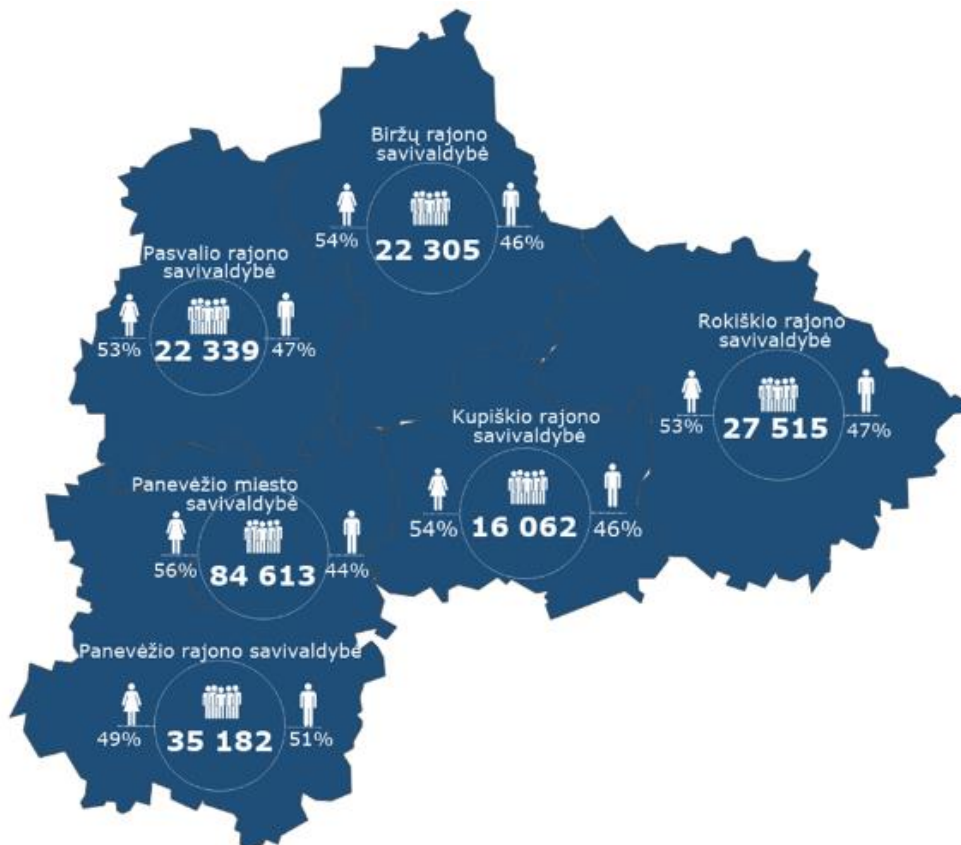 Biržų rajono
savivaldybė
54%
22 305
46%
Pasvalio rajono
savivaldybė
53%
22 339
47%
Rokiškio rajono
savivaldybė
53%
27 515
47%
Kupiškio rajono
savivaldybė
54%
16 062
46%
Panevėžio miesto
savivaldybė
56%
84 613
44%
Panevėžio rajono savivaldybė
49%
35 182
51%